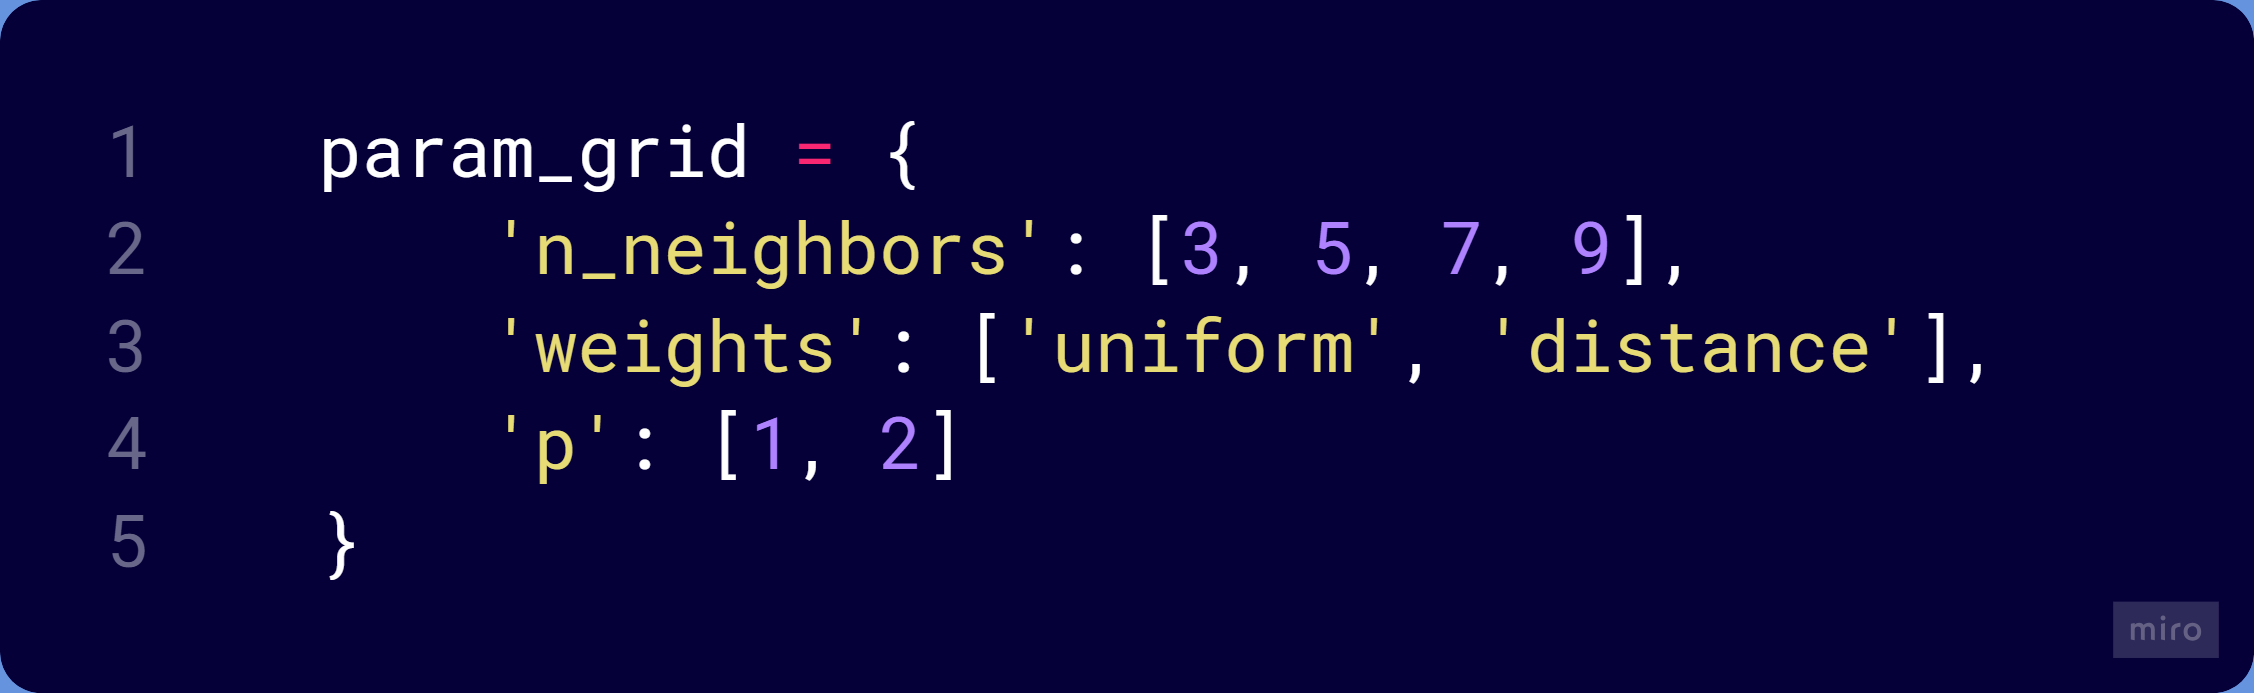 1 param_grid = {
2     'n_neighbors': [3, 5, 7, 9],
3     'weights': ['uniform', 'distance'],
4     'p': [1, 2]
5 }
miro